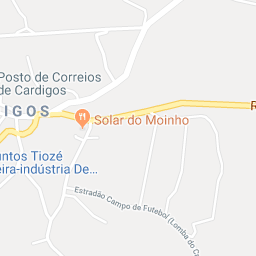 Posto de Correios
de Cardigos
IGOS
R
Solar do Moinho
ntos Tiozé
eira-indústria De...
Estradão Campo de Futebol (Lomba do C